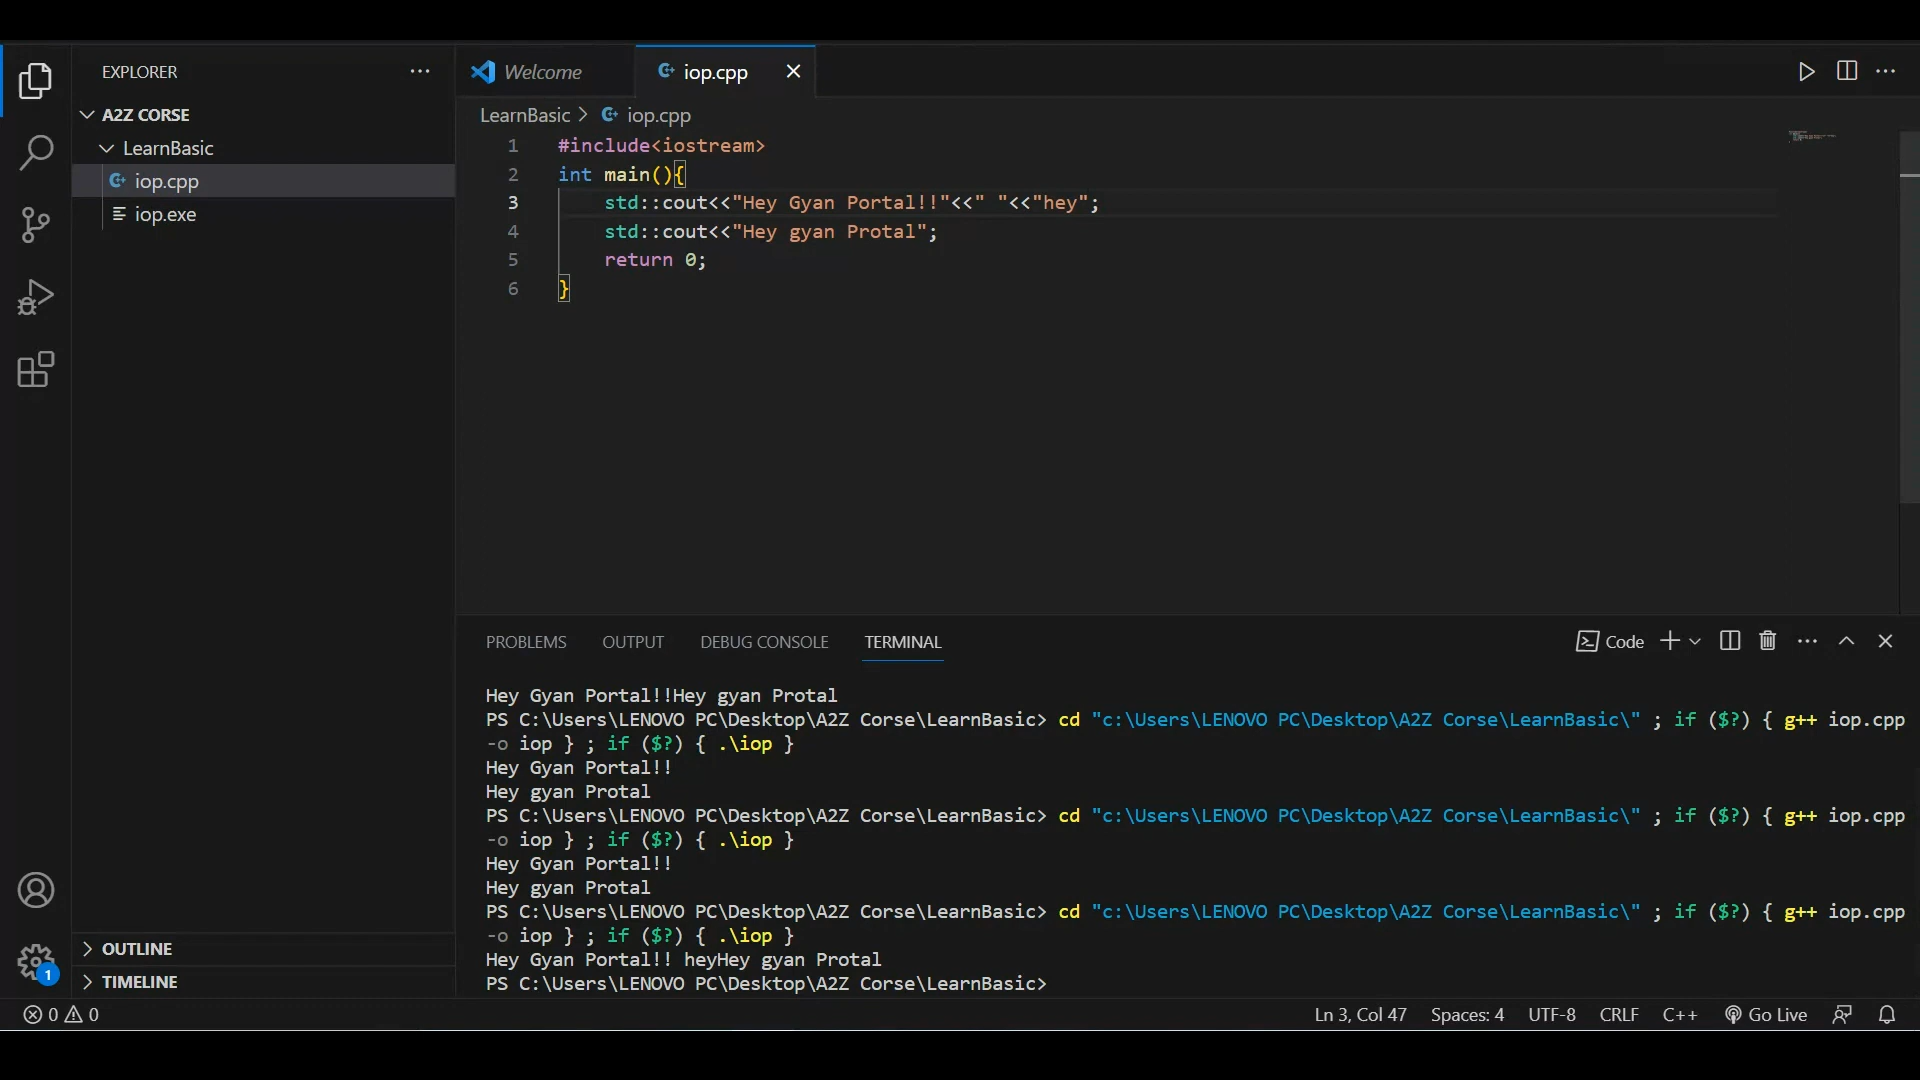 EXPLORER
Welcome
iop.cpp
A2Z CORSE
LearnBasic
iop.cpp
iop.exe
LearnBasic > iop.cpp
1 #include<iostream>
2 int main(){
3 std::cout<<"Hey Gyan Portal!!"<<" "<<"hey";
4 std::cout<<"Hey gyan Protal";
5 return 0;
6 }
PROBLEMS OUTPUT DEBUG CONSOLE TERMINAL
Code
Hey Gyan Portal!!Hey gyan Protal
PS C:\Users\LENOVO PC\Desktop\A2Z Corse\LearnBasic> cd "c:\Users\LENOVO PC\Desktop\A2Z Corse\LearnBasic\" ; if ($?) { g++ iop.cpp
-o iop } ; if ($?) { .\iop }
Hey Gyan Portal!!
Hey gyan Protal
PS C:\Users\LENOVO PC\Desktop\A2Z Corse\LearnBasic> cd "c:\Users\LENOVO PC\Desktop\A2Z Corse\LearnBasic\" ; if ($?) { g++ iop.cpp
-o iop } ; if ($?) { .\iop }
Hey Gyan Portal!!
Hey gyan Protal
PS C:\Users\LENOVO PC\Desktop\A2Z Corse\LearnBasic> cd "c:\Users\LENOVO PC\Desktop\A2Z Corse\LearnBasic\" ; if ($?) { g++ iop.cpp
-o iop } ; if ($?) { .\iop }
Hey Gyan Portal!! heyHey gyan Protal
PS C:\Users\LENOVO PC\Desktop\A2Z Corse\LearnBasic>
OUTLINE
TIMELINE
1
0 0
Ln 3, Col 47 Spaces: 4 UTF-8 CRLF C++ Go Live